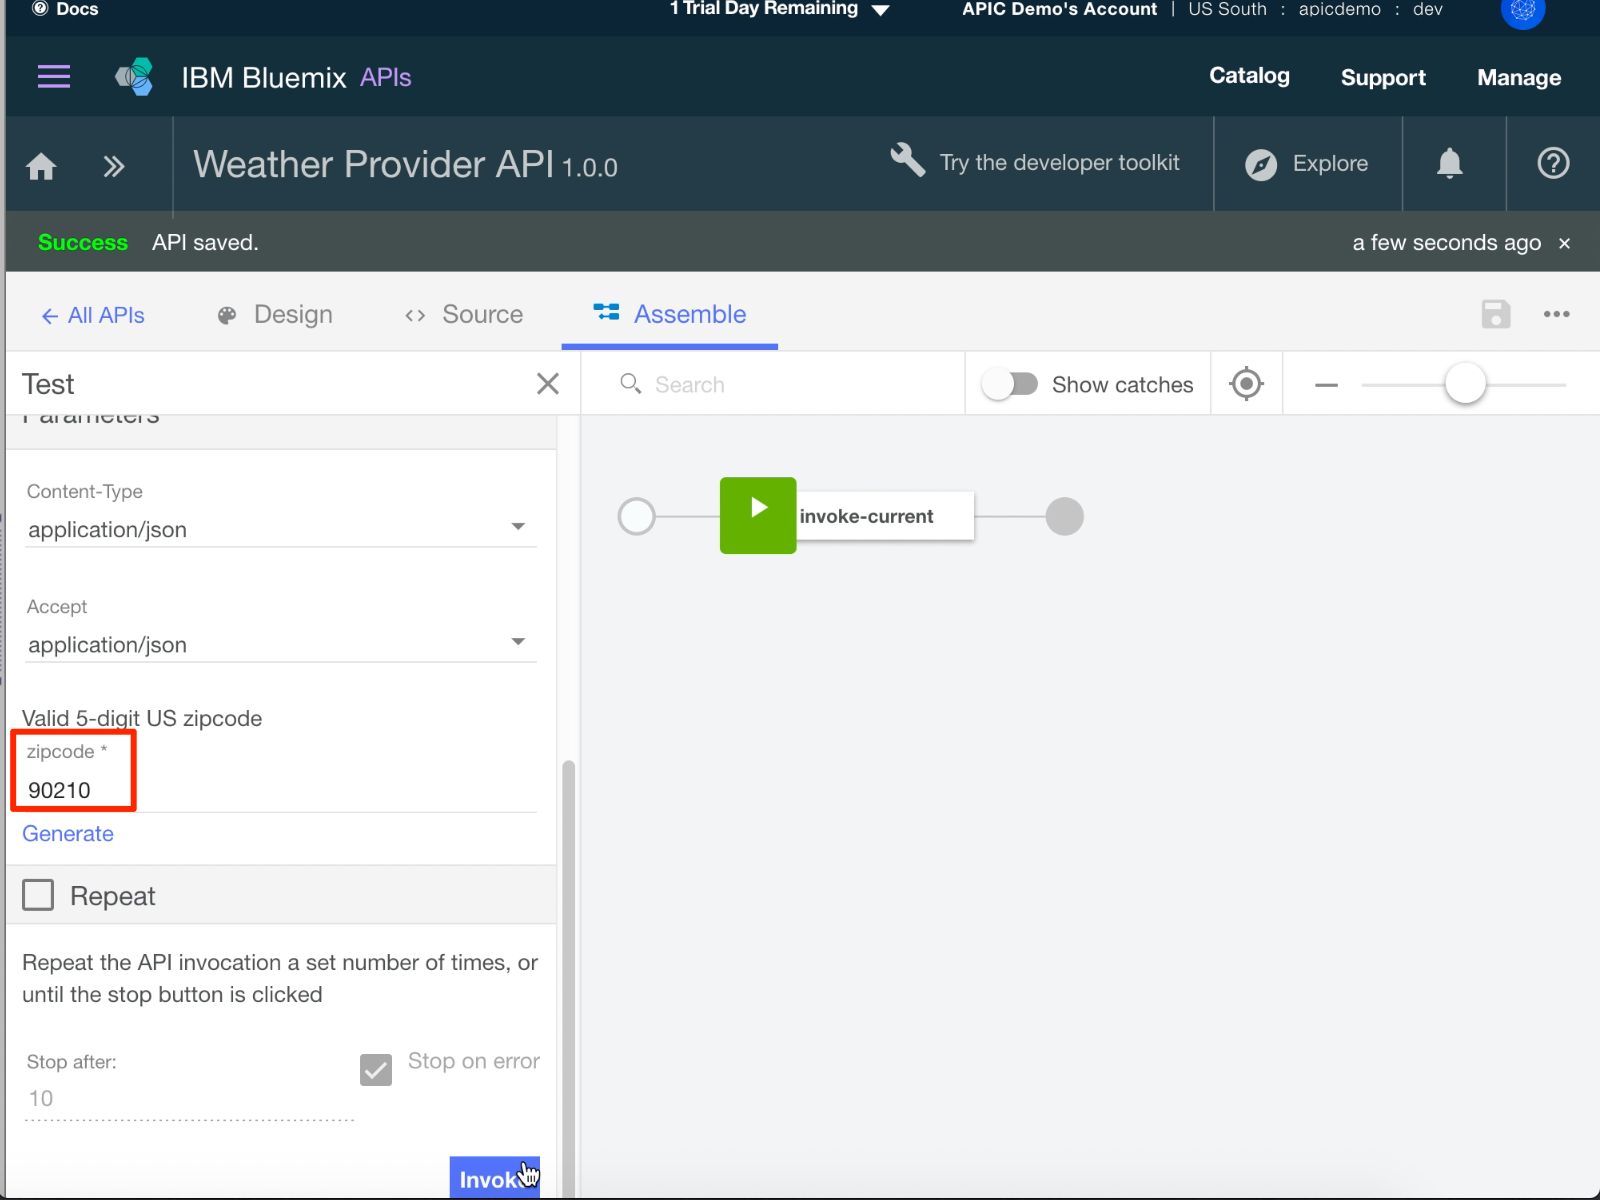 Docs
1 Trial Day Remaining
APIC Demo's Account | US South : apicdemo : dev
IBM Bluemix APIs
Catalog
Support
Manage
Weather Provider API 1.0.0
Try the developer toolkit
Explore
Success API saved.
a few seconds ago ×
← All APIs
Design
Source
Assemble
Test
Search
Show catches
Parameters
Content-Type
application/json
invoke-current
Accept
application/json
Valid 5-digit US zipcode
zipcode *
90210
Generate
Repeat
Repeat the API invocation a set number of times, or
until the stop button is clicked
Stop after:
Stop on error
10
Invoke